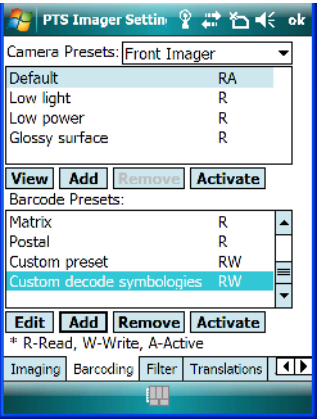 PTS Imager Settin ok
Camera Presets: Front Imager
Default RA
Low light R
Low power R
Glossy surface R
View Add Remove Activate
Barcode Presets:
Matrix R
Postal R
Custom preset RW
Custom decode symbologies RW
Edit Add Remove Activate
* R-Read, W-Write, A-Active
Imaging Barcoding Filter Translations